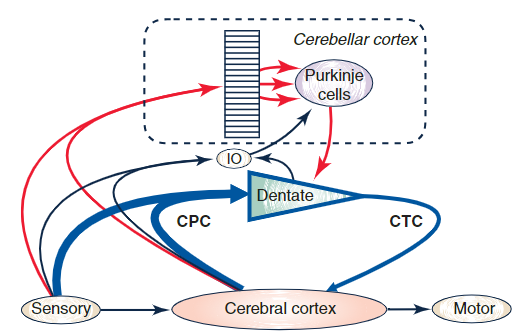 Cerebellar cortex
Purkinje
cells
IO
Dentate
CPC
CTC
Sensory
Cerebral cortex
Motor